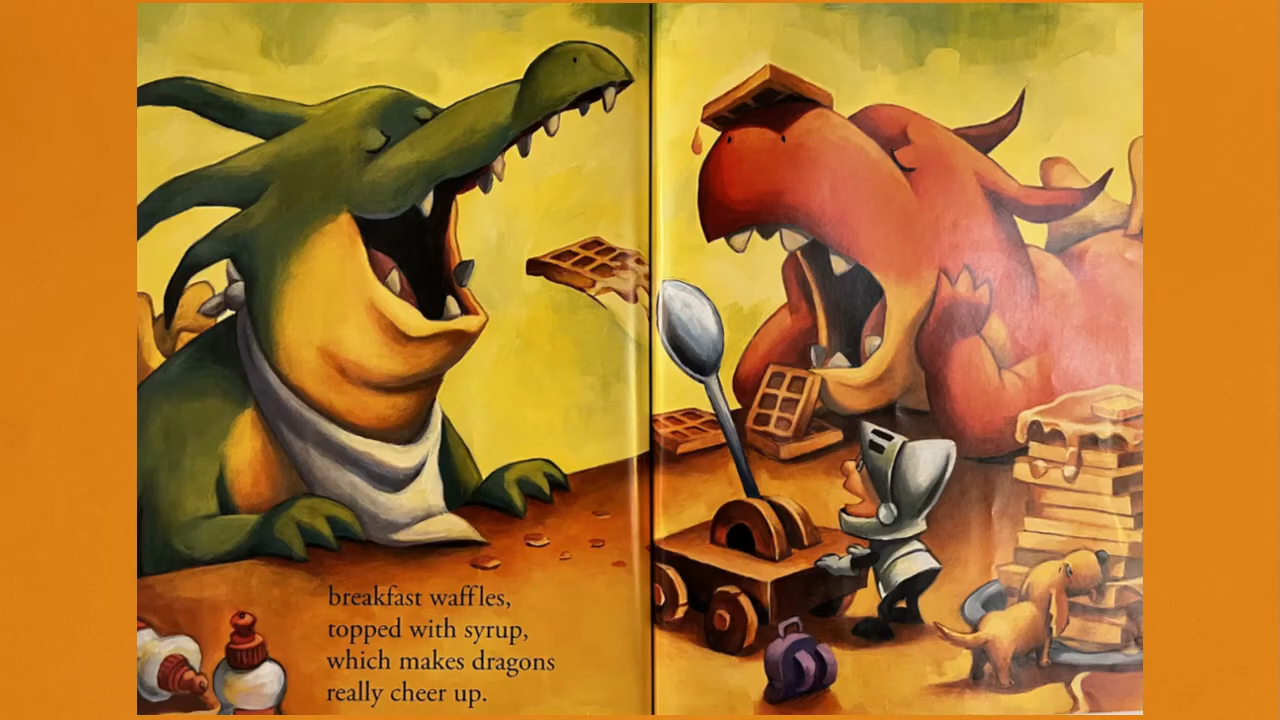 breakfast waffles,
topped with syrup,
which makes dragons
really cheer up.